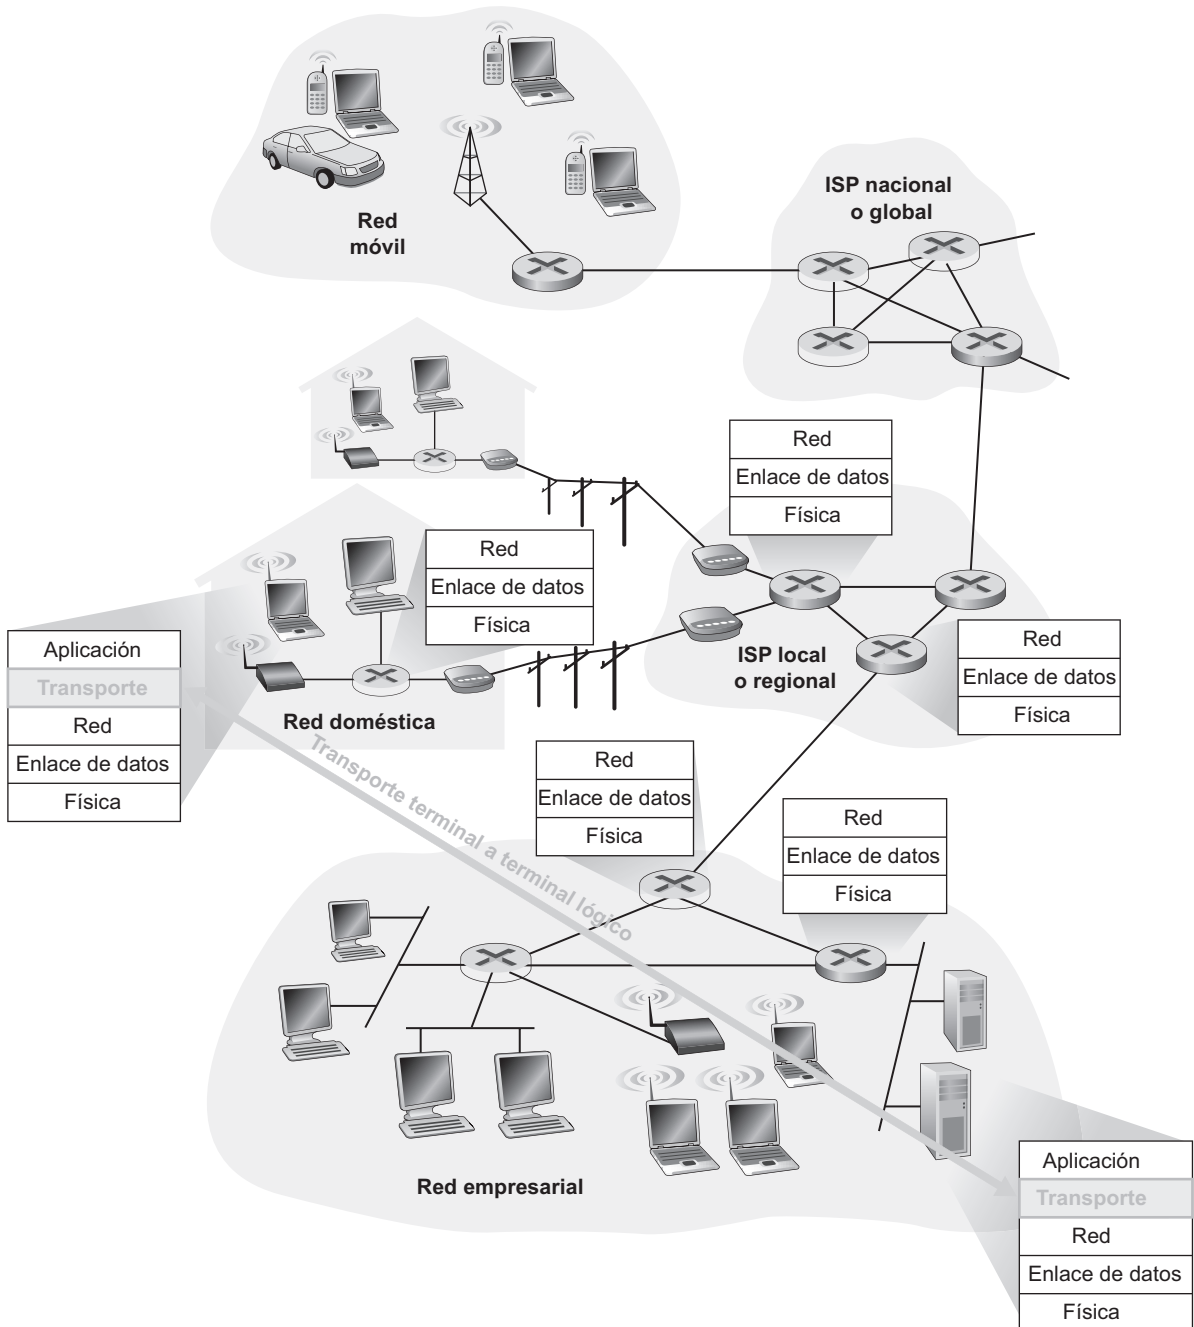 Red
móvil
ISP nacional
o global
Red
Enlace de datos
Física
Red
Enlace de datos
Física
Aplicación
Transporte
Red
Enlace de datos
Física
Red doméstica
ISP local
o regional
Red
Enlace de datos
Física
Transporte terminal a terminal lógico
Red
Enlace de datos
Física
Red
Enlace de datos
Física
Red empresarial
Aplicación
Transporte
Red
Enlace de datos
Física